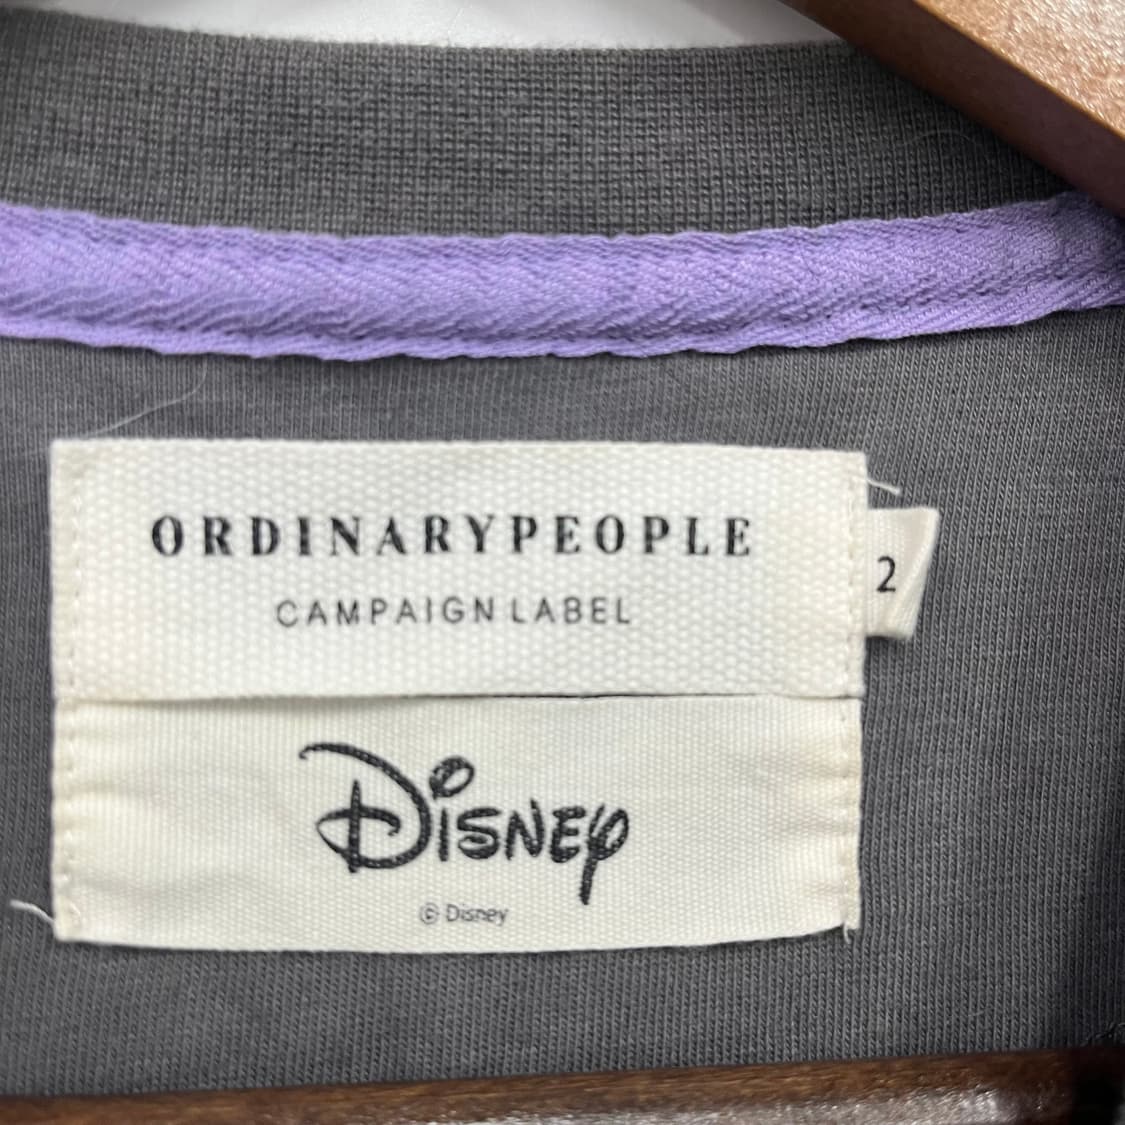 ORDINARYPEOPLE
CAMPAIGN LABEL
2
Disney
© Disney